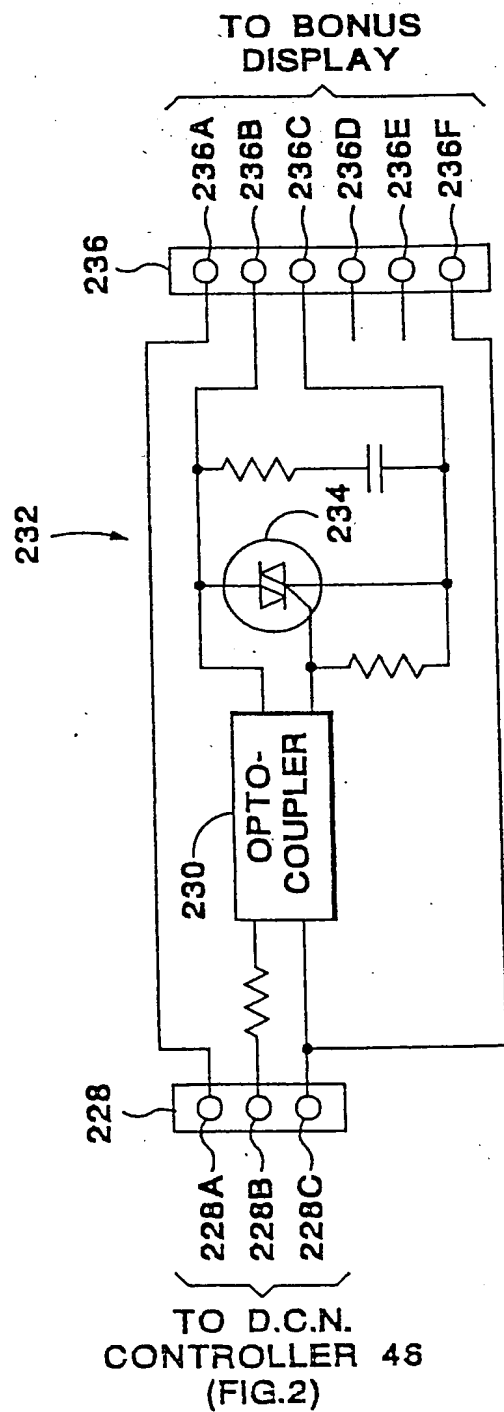 TO BONUS
DISPLAY
236
236A
236B
236C
236D
236E
236F
232
234
230
OPTO-
COUPLER
228
228A
228B
228C
TO D.C.N.
CONTROLLER 48
(FIG.2)